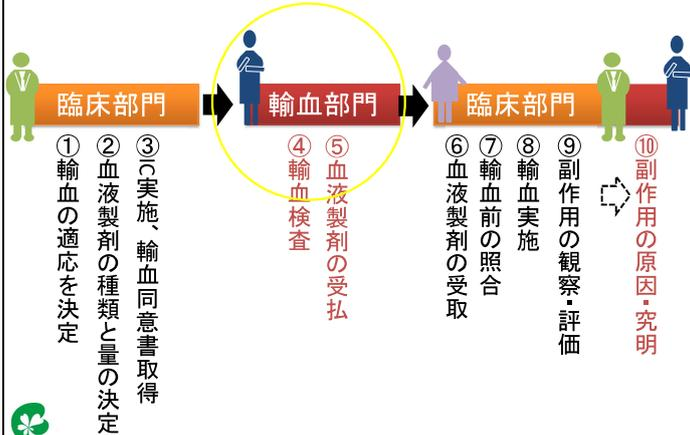 臨床部門
輸血部門
臨床部門
①輸血の適応を決定
②血液製剤の種類と量の決定
③IC実施、輸血同意書取得
④輸血検査
⑤血液製剤の受払
⑥血液製剤の受取
⑦輸血前の照合
⑧輸血実施
⑨副作用の観察・評価
⑩副作用の原因・究明